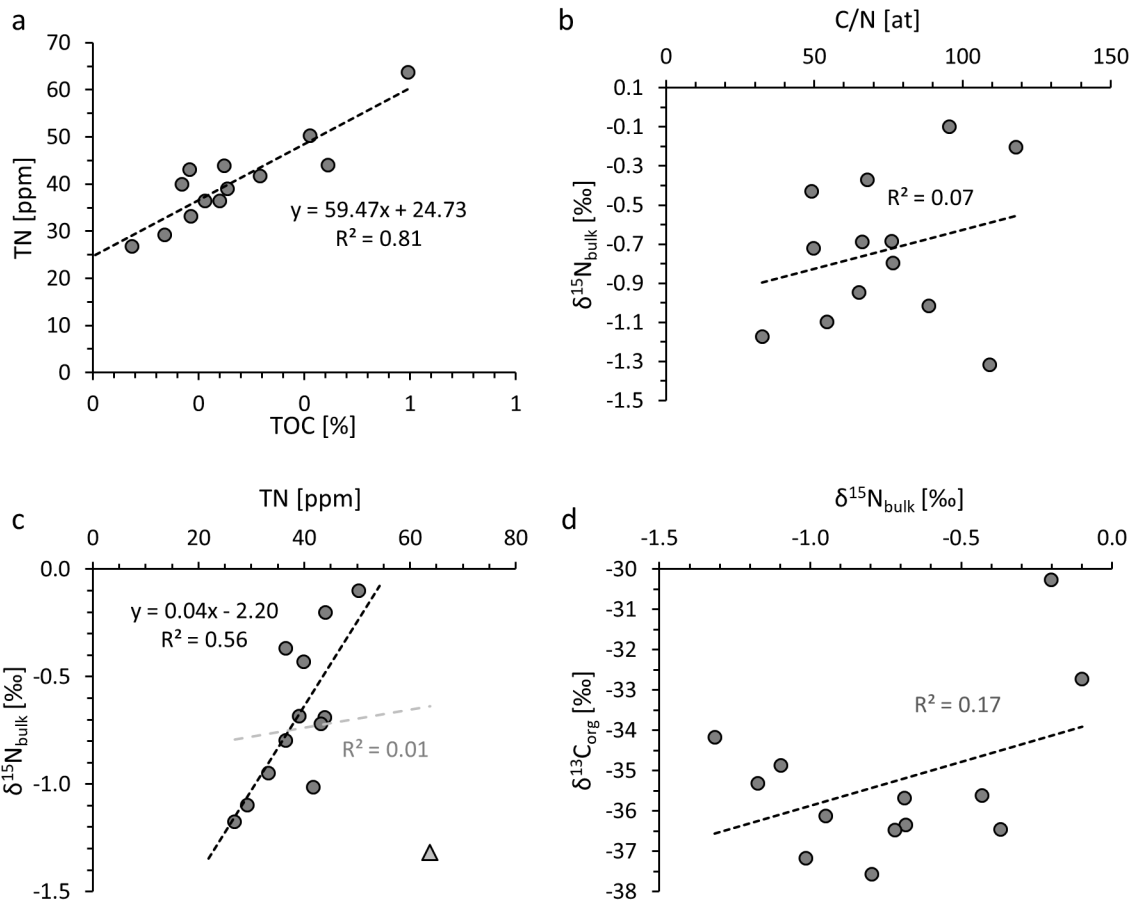 a
TN [ppm]
70
60
50
40
30
20
10
0
y = 59.47x + 24.73
R² = 0.81
0 0 0 1 1
TOC [%]
b
C/N [at]
0 50 100 150
δ¹⁵N_bulk [‰]
0.1
-0.1
-0.3
-0.5
-0.7
-0.9
-1.1
-1.3
-1.5
R² = 0.07
c
TN [ppm]
0 20 40 60 80
δ¹⁵N_bulk [‰]
0.0
-0.5
-1.0
-1.5
y = 0.04x - 2.20
R² = 0.56
R² = 0.01
d
δ¹⁵N_bulk [‰]
-1.5 -1.0 -0.5 0.0
δ¹³C_org [‰]
-30
-31
-32
-33
-34
-35
-36
-37
-38
R² = 0.17